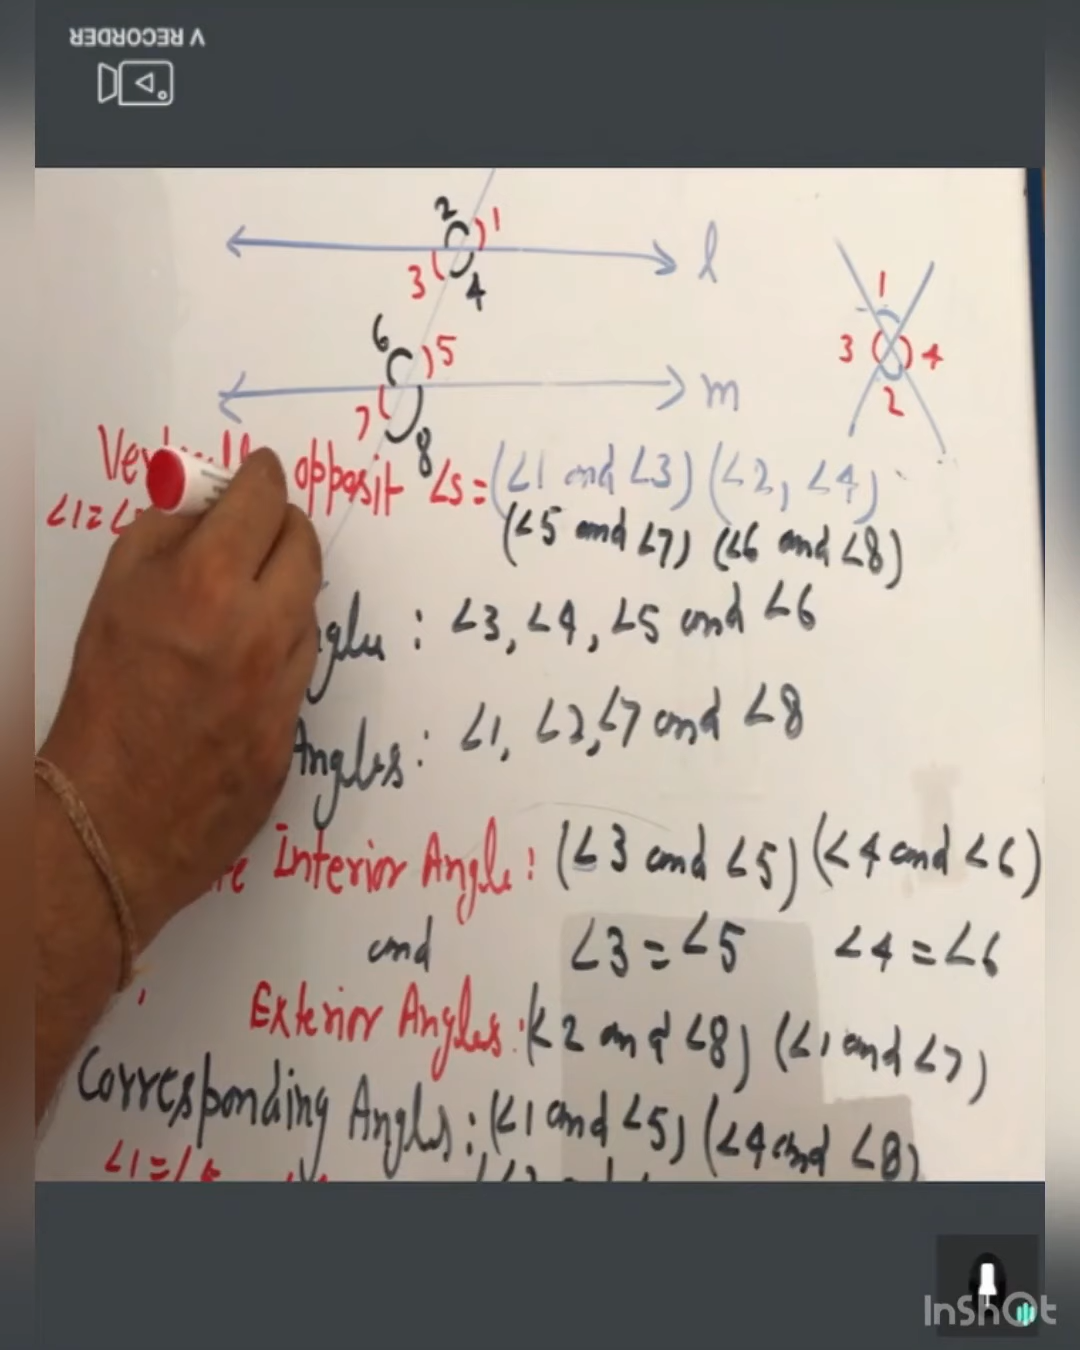 V RECORDER
2 1
l
3 4
1
6 5
3 4
m
2
7
8
opposit ∠s = (∠1 and ∠3) (∠2, ∠4)
∠1=∠
(∠5 and ∠7) (∠6 and ∠8)
: ∠3, ∠4, ∠5 and ∠6
Angles : ∠1, ∠2, ∠7 and ∠8
Interior Angle : (∠3 and ∠5) (∠4 and ∠6)
and ∠3 = ∠5 ∠4 = ∠6
Exterior Angles : (∠2 and ∠8) (∠1 and ∠7)
Corresponding Angles : (∠1 and ∠5) (∠4 and ∠8)
InShOt